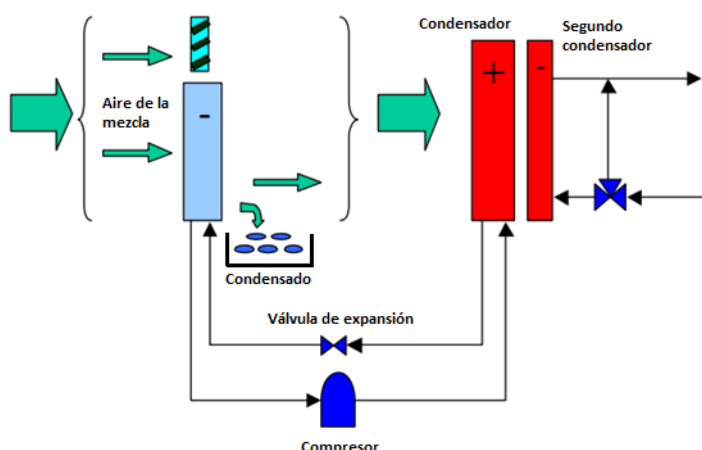 Condensador
Segundo
condensador
+
-
Aire de la
mezcla
-
Condensado
Válvula de expansión
Compresor